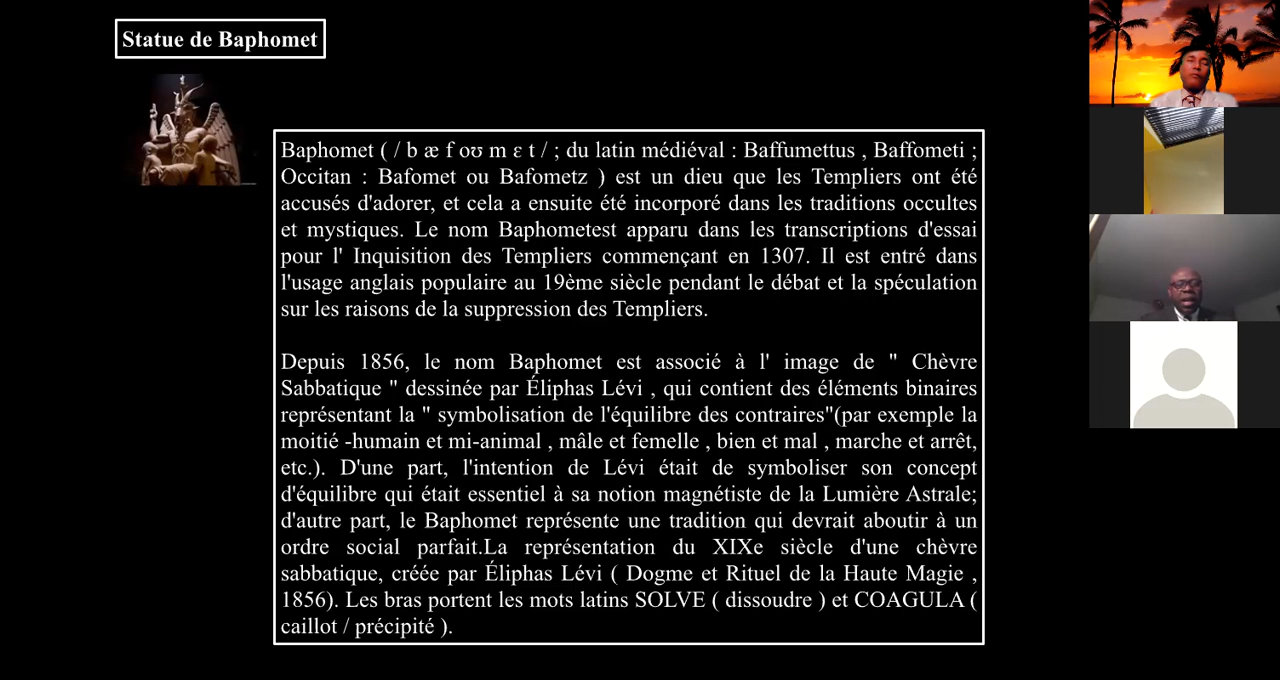 Statue de Baphomet
Baphomet ( / b æ f oʊ m ɛ t / ; du latin médiéval : Baffumettus , Baffometi ;
Occitan : Bafomet ou Bafometz ) est un dieu que les Templiers ont été
accusés d'adorer, et cela a ensuite été incorporé dans les traditions occultes
et mystiques. Le nom Baphometest apparu dans les transcriptions d'essai
pour l' Inquisition des Templiers commençant en 1307. Il est entré dans
l'usage anglais populaire au 19ème siècle pendant le débat et la spéculation
sur les raisons de la suppression des Templiers.
Depuis 1856, le nom Baphomet est associé à l' image de " Chèvre
Sabbatique " dessinée par Éliphas Lévi , qui contient des éléments binaires
représentant la " symbolisation de l'équilibre des contraires"(par exemple la
moitié -humain et mi-animal , mâle et femelle , bien et mal , marche et arrêt,
etc.). D'une part, l'intention de Lévi était de symboliser son concept
d'équilibre qui était essentiel à sa notion magnétiste de la Lumière Astrale;
d'autre part, le Baphomet représente une tradition qui devrait aboutir à un
ordre social parfait.La représentation du XIXe siècle d'une chèvre
sabbatique, créée par Éliphas Lévi ( Dogme et Rituel de la Haute Magie ,
1856). Les bras portent les mots latins SOLVE ( dissoudre ) et COAGULA (
caillot / précipité ).